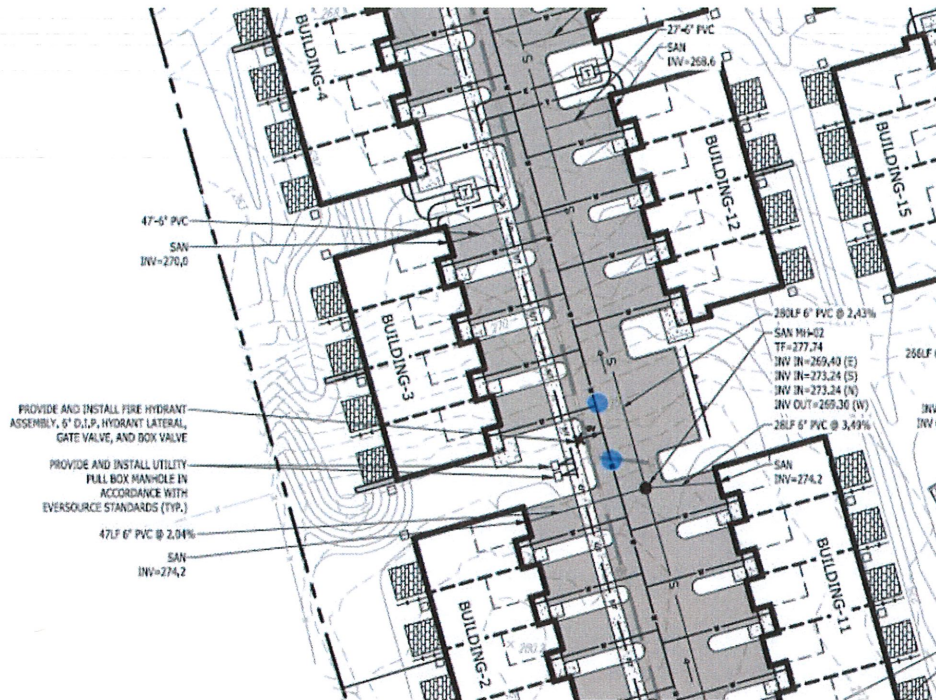 BUILDING-4
27'-6" PVC
SAN
INV=268.6
BUILDING-12
BUILDING-15
47'-6" PVC
SAN
INV=270.0
BUILDING-3
280LF 6" PVC @ 2.43%
SAN MH-02
TF=277.74
INV IN=269.40 (E)
INV IN=273.24 (S)
INV IN=273.24 (N)
INV OUT=269.30 (W)
266LF
PROVIDE AND INSTALL FIRE HYDRANT
ASSEMBLY, 6" D.I.P. HYDRANT LATERAL,
GATE VALVE, AND BOX VALVE
28LF 6" PVC @ 3.49%
PROVIDE AND INSTALL UTILITY
PULL BOX MANHOLE IN
ACCORDANCE WITH
EVERSOURCE STANDARDS (TYP.)
SAN
INV=274.2
47LF 6" PVC @ 2.04%
SAN
INV=274.2
BUILDING-2
BUILDING-11